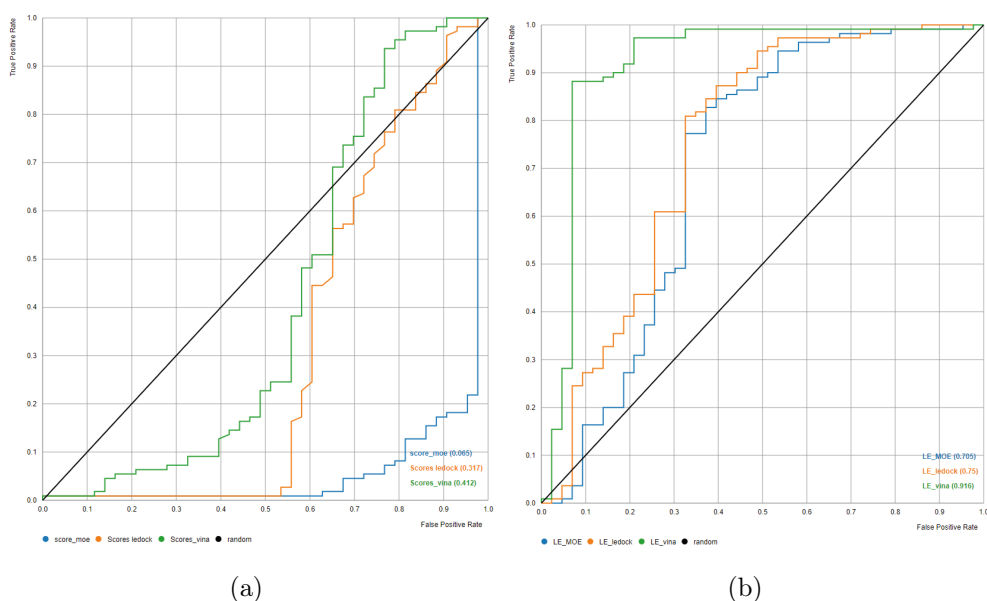 True Positive Rate
1.0
0.9
0.8
0.7
0.6
0.5
0.4
0.3
0.2
0.1
0.0
0.0 0.1 0.2 0.3 0.4 0.5 0.6 0.7 0.8 0.9 1.0
score_moe (0.065)
Scores ledock (0.317)
Scores_vina (0.412)
False Positive Rate
score_moe Scores ledock Scores_vina random
(a)
True Positive Rate
1.0
0.9
0.8
0.7
0.6
0.5
0.4
0.3
0.2
0.1
0.0
0.0 0.1 0.2 0.3 0.4 0.5 0.6 0.7 0.8 0.9 1.0
LE_MOE (0.705)
LE_ledock (0.75)
LE_vina (0.916)
False Positive Rate
LE_MOE LE_ledock LE_vina random
(b)